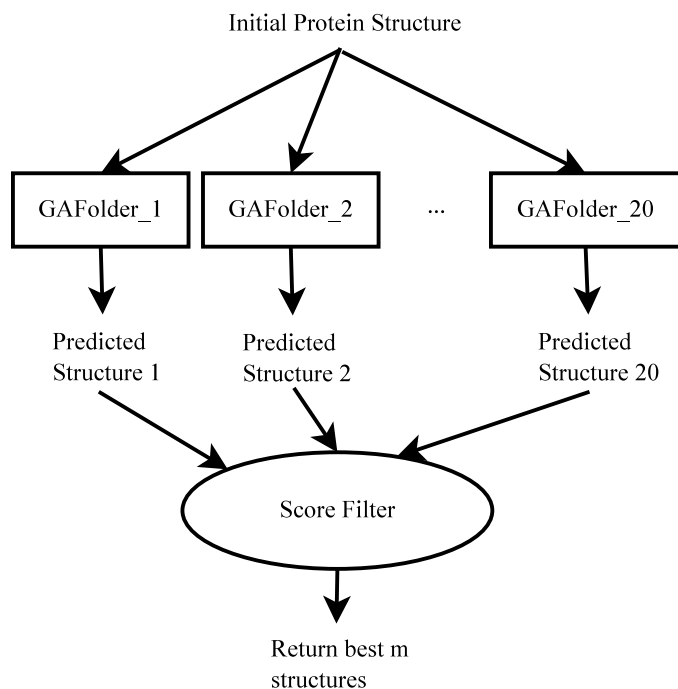 Initial Protein Structure
GAFolder_1
GAFolder_2
...
GAFolder_20
Predicted
Structure 1
Predicted
Structure 2
Predicted
Structure 20
Score Filter
Return best m
structures